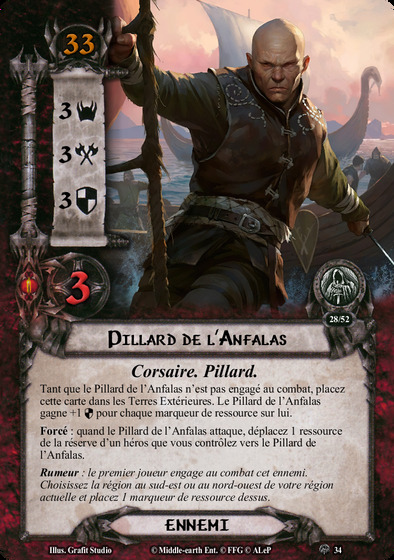 33
3
3
3
3
28/52
Pillard de l'Anfalas
Corsaire. Pillard.
Tant que le Pillard de l'Anfalas n'est pas engagé au combat, placez
cette carte dans les Terres Extérieures. Le Pillard de l'Anfalas
gagne +1 pour chaque marqueur de ressource sur lui.
Forcé : quand le Pillard de l'Anfalas attaque, déplacez 1 ressource
de la réserve d'un héros que vous contrôlez vers le Pillard de
l'Anfalas.
Rumeur : le premier joueur engage au combat cet ennemi.
Choisissez la région au sud-est ou au nord-ouest de votre région
actuelle et placez 1 marqueur de ressource dessus.
ENNEMI
Illus. Grafit Studio © Middle-earth Ent. © FFG © ALeP 34